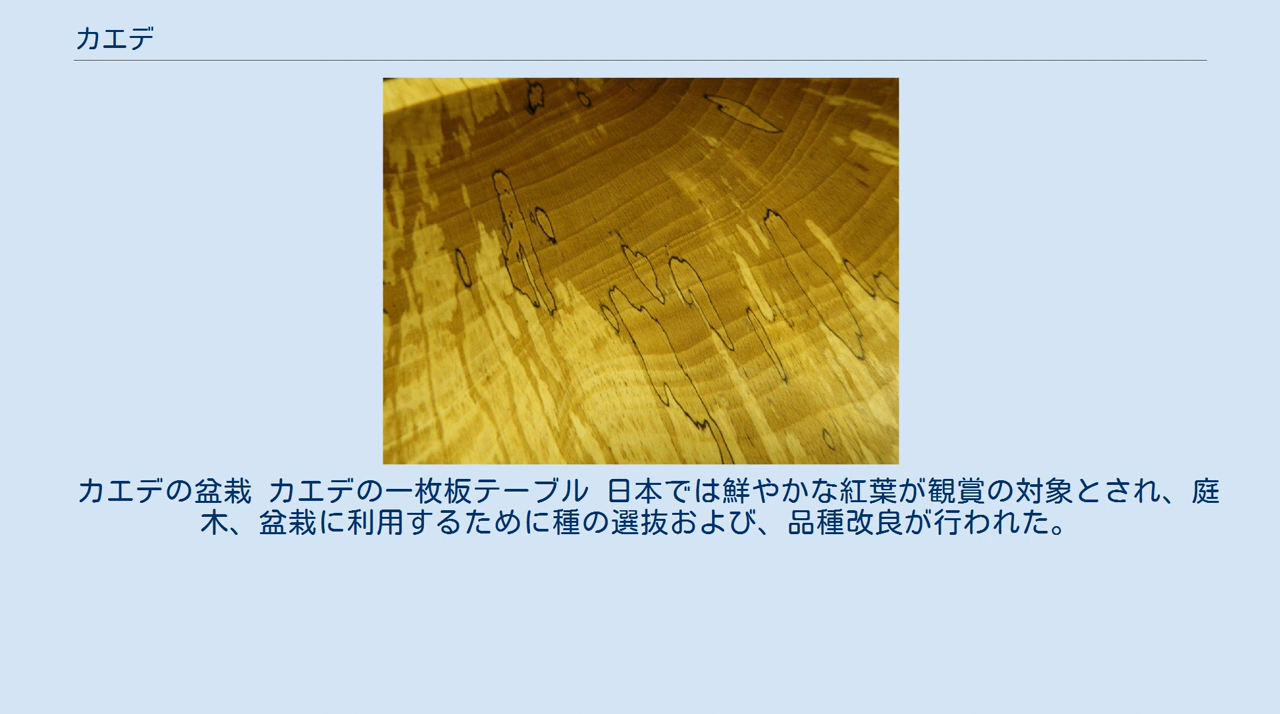 カエデ
カエデの盆栽 カエデの一枚板テーブル 日本では鮮やかな紅葉が観賞の対象とされ、庭
木、盆栽に利用するために種の選抜および、品種改良が行われた。